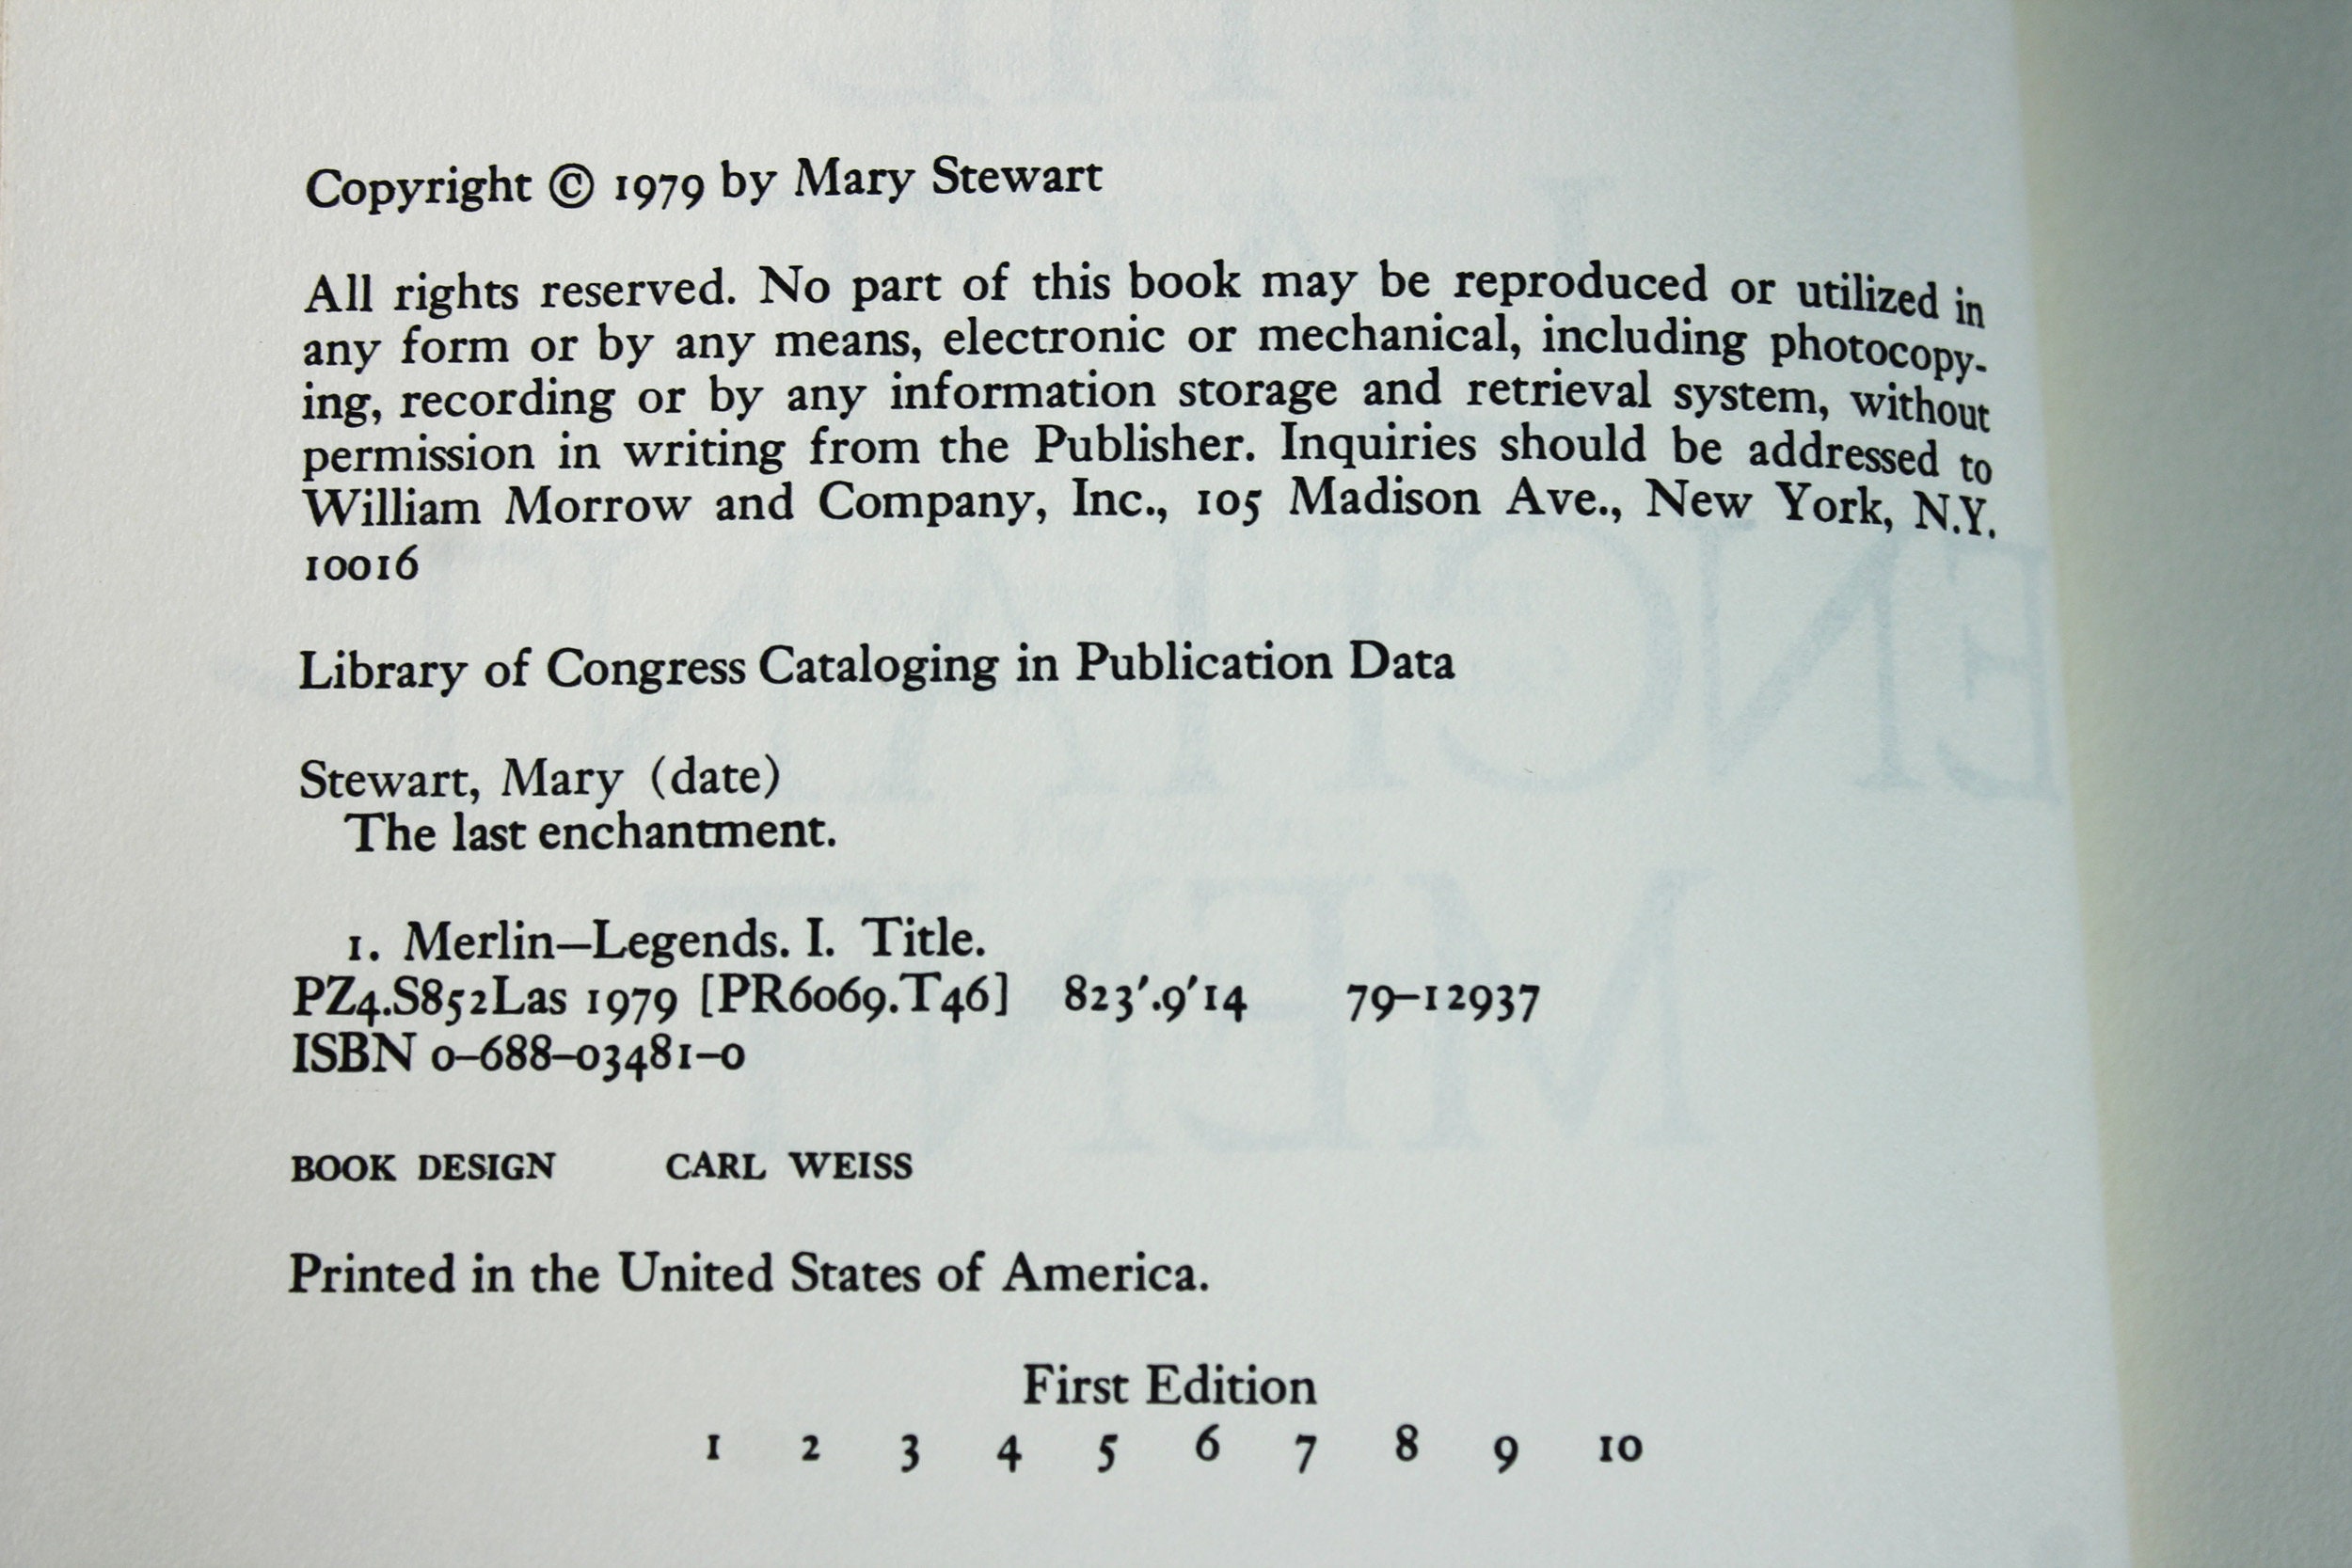 Copyright © 1979 by Mary Stewart
All rights reserved. No part of this book may be reproduced or utilized in
any form or by any means, electronic or mechanical, including photocopy-
ing, recording or by any information storage and retrieval system, without
permission in writing from the Publisher. Inquiries should be addressed to
William Morrow and Company, Inc., 105 Madison Ave., New York, N.Y.
10016
Library of Congress Cataloging in Publication Data
Stewart, Mary (date)
The last enchantment.
1. Merlin—Legends. I. Title.
PZ4.S852Las 1979 [PR6069.T46] 823′.9′14 79–12937
ISBN 0–688–03481–0
BOOK DESIGN CARL WEISS
Printed in the United States of America.
First Edition
1 2 3 4 5 6 7 8 9 10